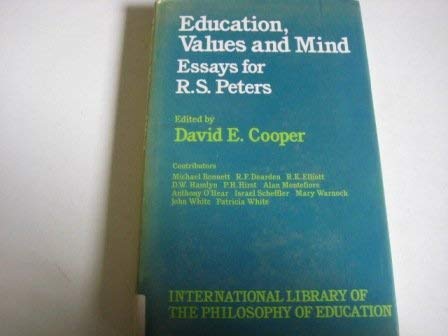 Education,
Values and Mind
Essays for
R.S. Peters
Edited by
David E. Cooper
Contributors
Michael Bonnett R.F. Dearden R.K. Elliott
D.W. Hamlyn P.H. Hirst Alan Montefiore
Anthony O'Hear Israel Scheffler Mary Warnock
John White Patricia White
INTERNATIONAL LIBRARY OF
THE PHILOSOPHY OF EDUCATION